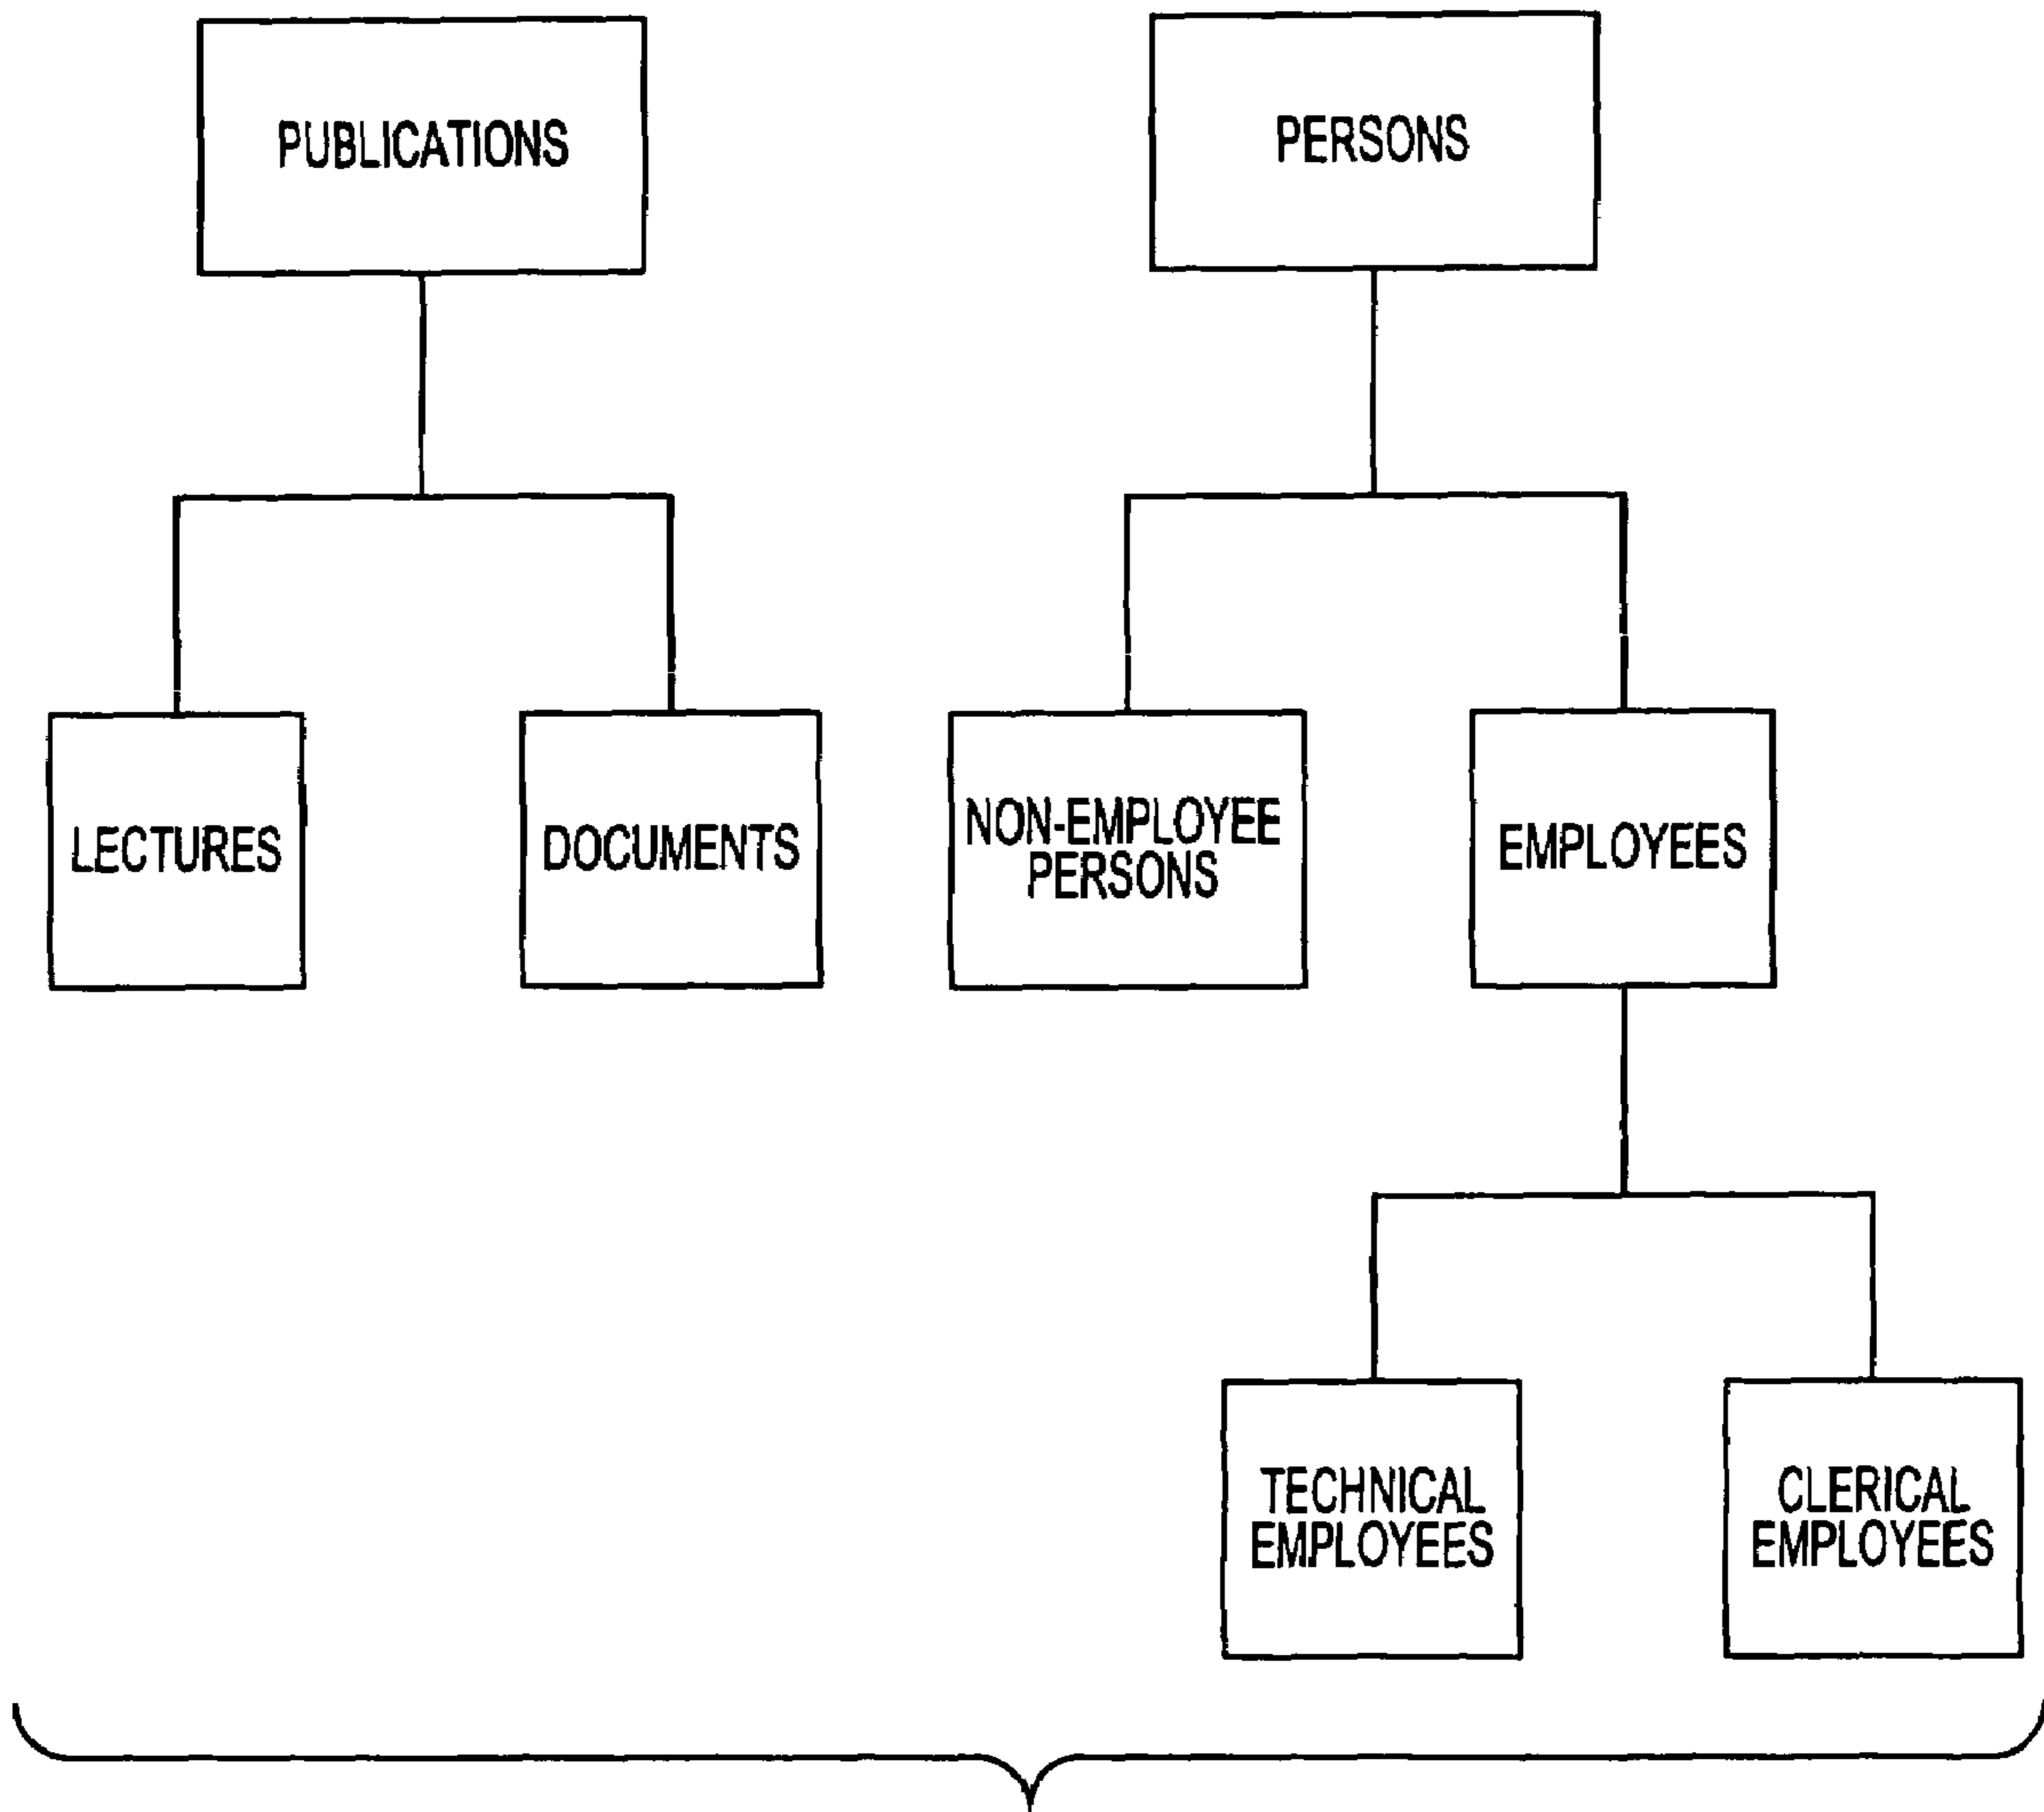 PUBLICATIONS
PERSONS
LECTURES
DOCUMENTS
NON-EMPLOYEE
PERSONS
EMPLOYEES
TECHNICAL
EMPLOYEES
CLERICAL
EMPLOYEES